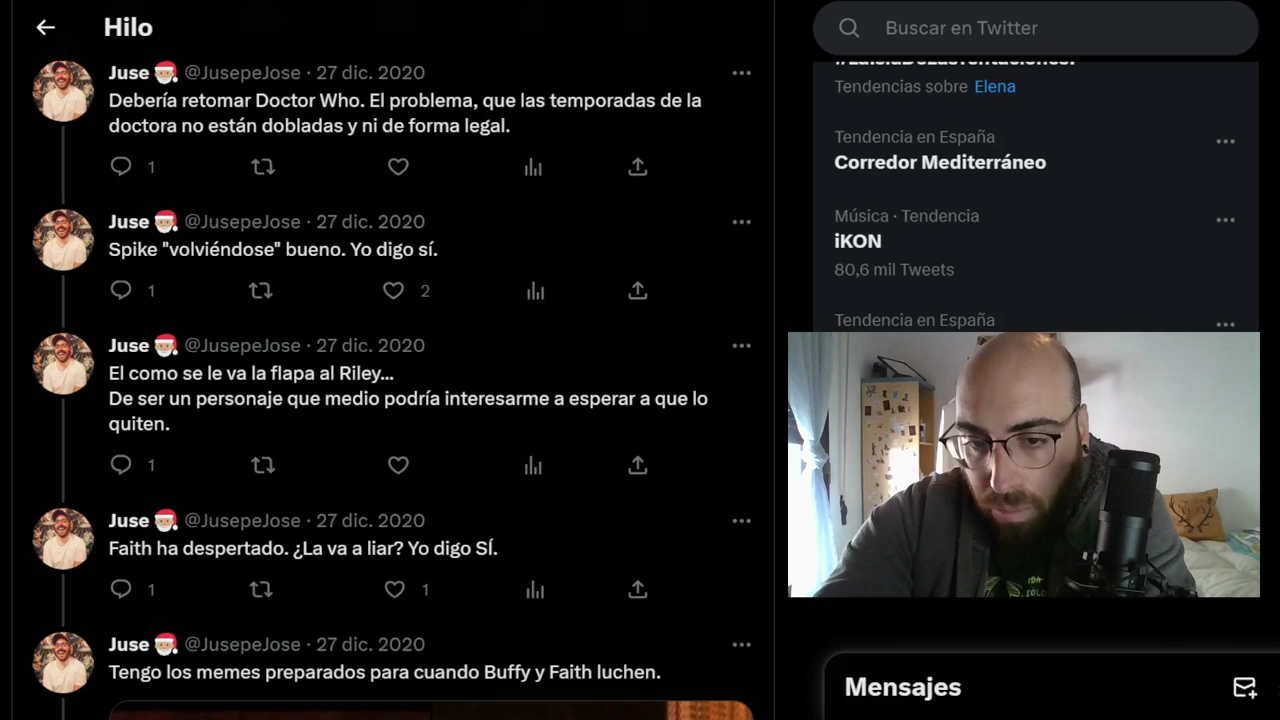 Hilo
Juse @JusepeJose · 27 dic. 2020
Debería retomar Doctor Who. El problema, que las temporadas de la
doctora no están dobladas y ni de forma legal.
1
Juse @JusepeJose · 27 dic. 2020
Spike "volviéndose" bueno. Yo digo sí.
1 2
Juse @JusepeJose · 27 dic. 2020
El como se le va la flapa al Riley...
De ser un personaje que medio podría interesarme a esperar a que lo
quiten.
1
Juse @JusepeJose · 27 dic. 2020
Faith ha despertado. ¿La va a liar? Yo digo SÍ.
1 1
Juse @JusepeJose · 27 dic. 2020
Tengo los memes preparados para cuando Buffy y Faith luchen.
Buscar en Twitter
Tendencias sobre Elena
Tendencia en España
Corredor Mediterráneo
Música · Tendencia
iKON
80,6 mil Tweets
Tendencia en España
Mensajes